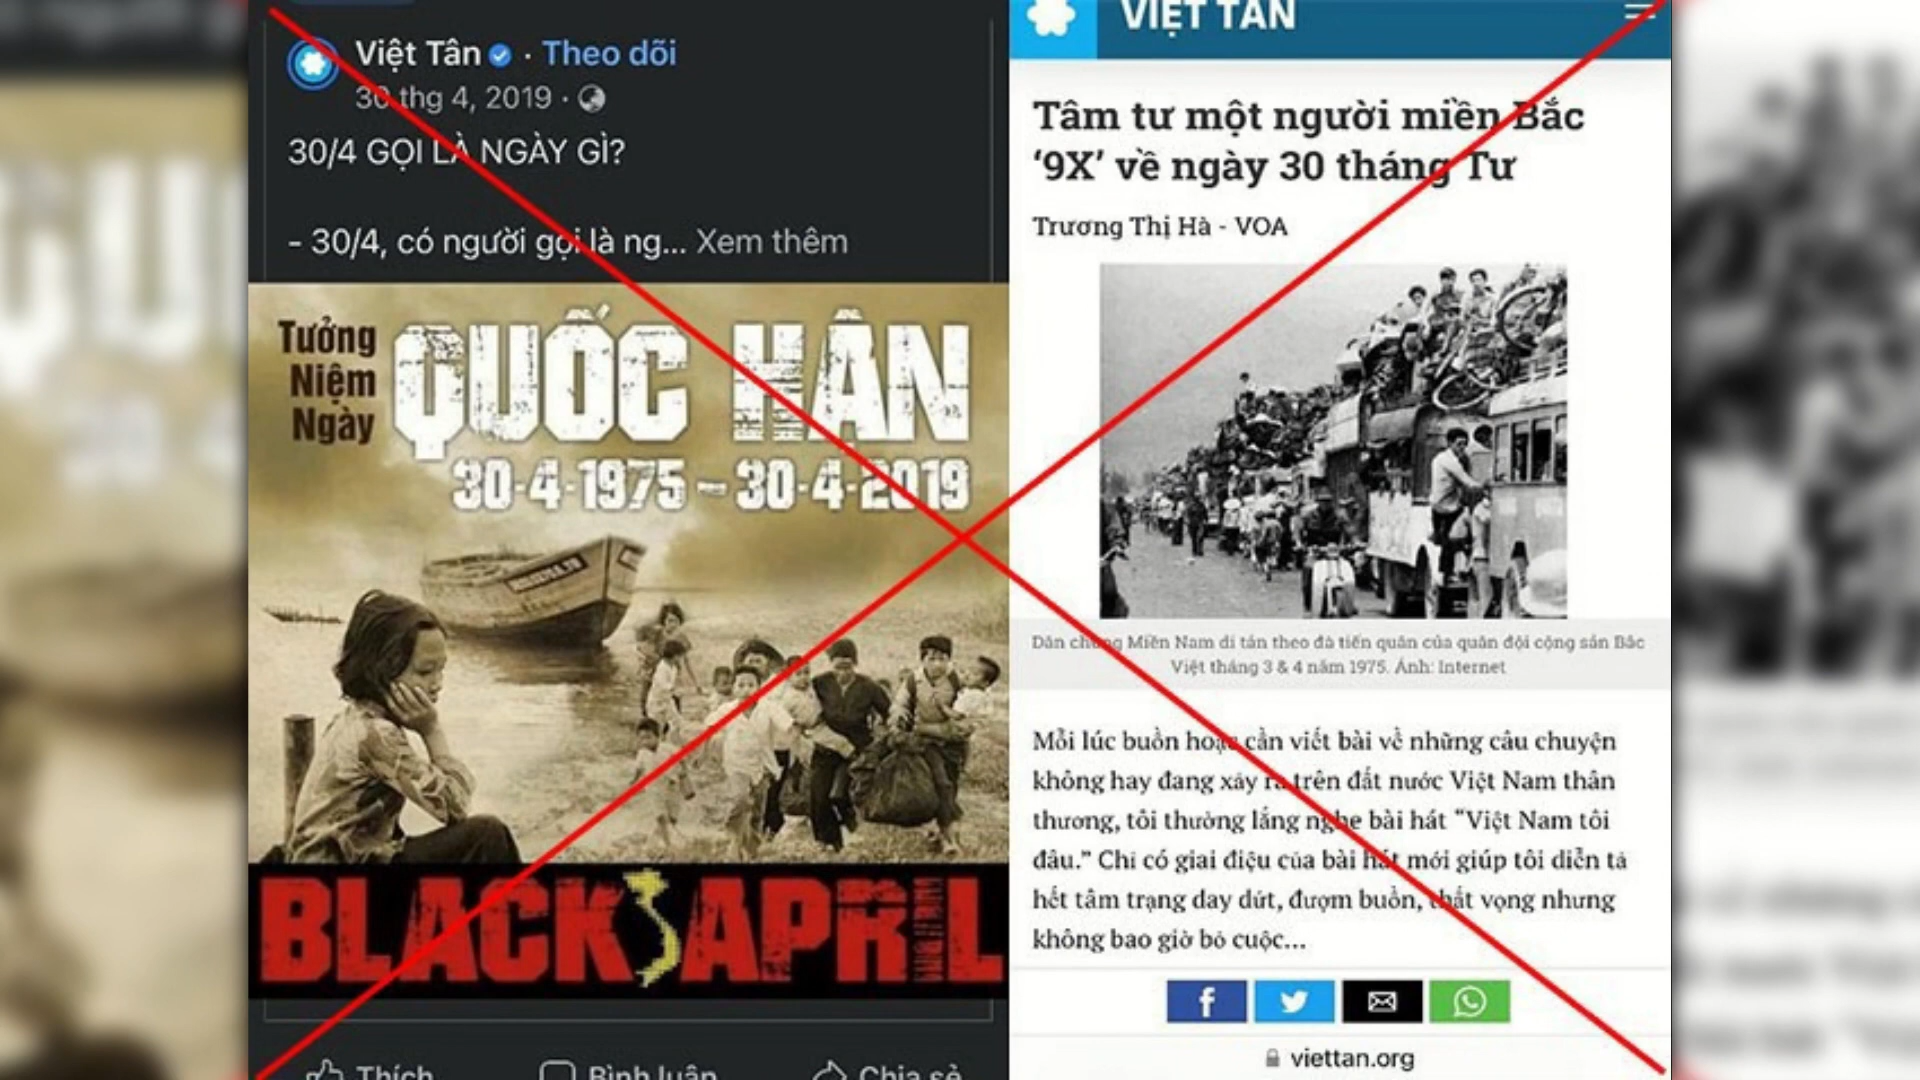 Việt Tân · Theo dõi
30 thg 4, 2019 ·
30/4 GỌI LÀ NGÀY GÌ?
- 30/4, có người gọi là ng... Xem thêm
Tưởng
Niệm
Ngày
QUỐC HẬN
30-4-1975 - 30-4-2019
BLACK APRIL
Thích
Bình luận
Chia sẻ
VIỆT TÂN
Tâm tư một người miền Bắc
‘9X’ về ngày 30 tháng Tư
Trương Thị Hà - VOA
Dân chúng Miền Nam di tản theo đà tiến quân của quân đội cộng sản Bắc
Việt tháng 3 & 4 năm 1975. Ảnh: Internet
Mỗi lúc buồn hoặc cần viết bài về những câu chuyện
không hay đang xảy ra trên đất nước Việt Nam thân
thương, tôi thường lắng nghe bài hát “Việt Nam tôi
đâu.” Chỉ có giai điệu của bài hát mới giúp tôi diễn tả
hết tâm trạng day dứt, đượm buồn, thất vọng nhưng
không bao giờ bỏ cuộc...
viettan.org